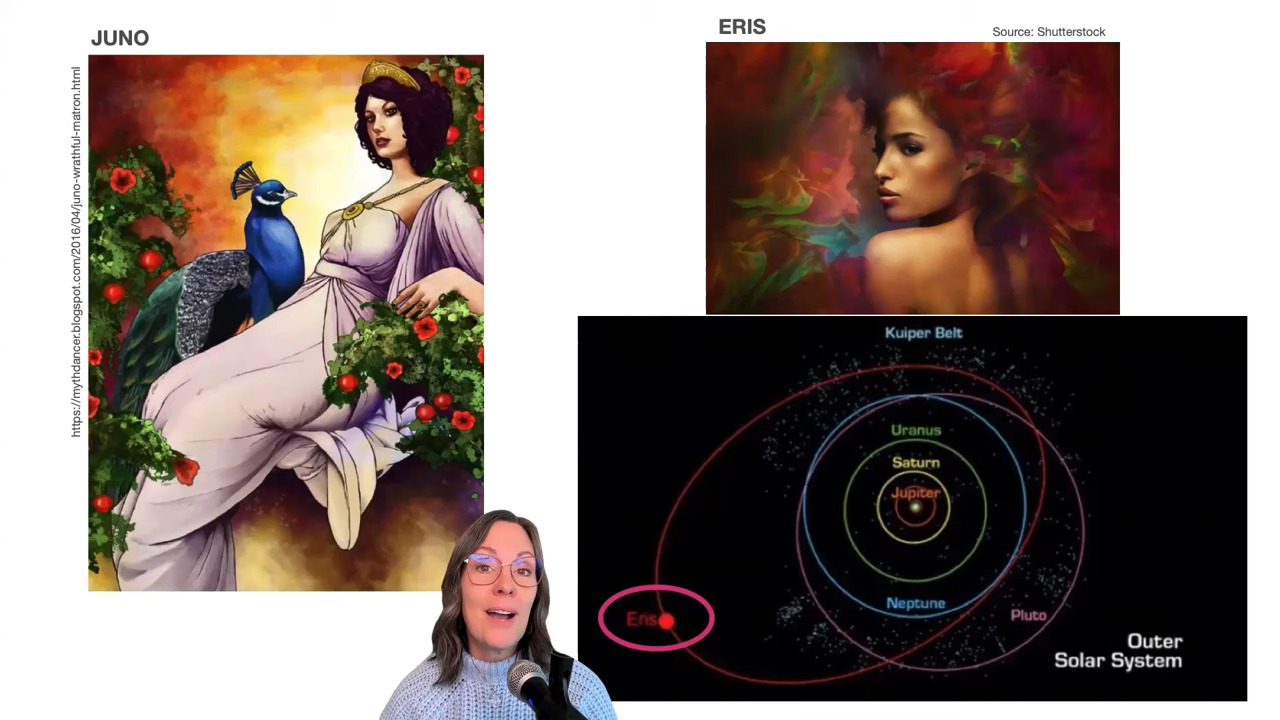 JUNO
https://mythdancer.blogspot.com/2016/04/juno-wrathful-matron.html
ERIS
Source: Shutterstock
Kuiper Belt
Uranus
Saturn
Jupiter
Neptune
Eris
Pluto
Outer
Solar System